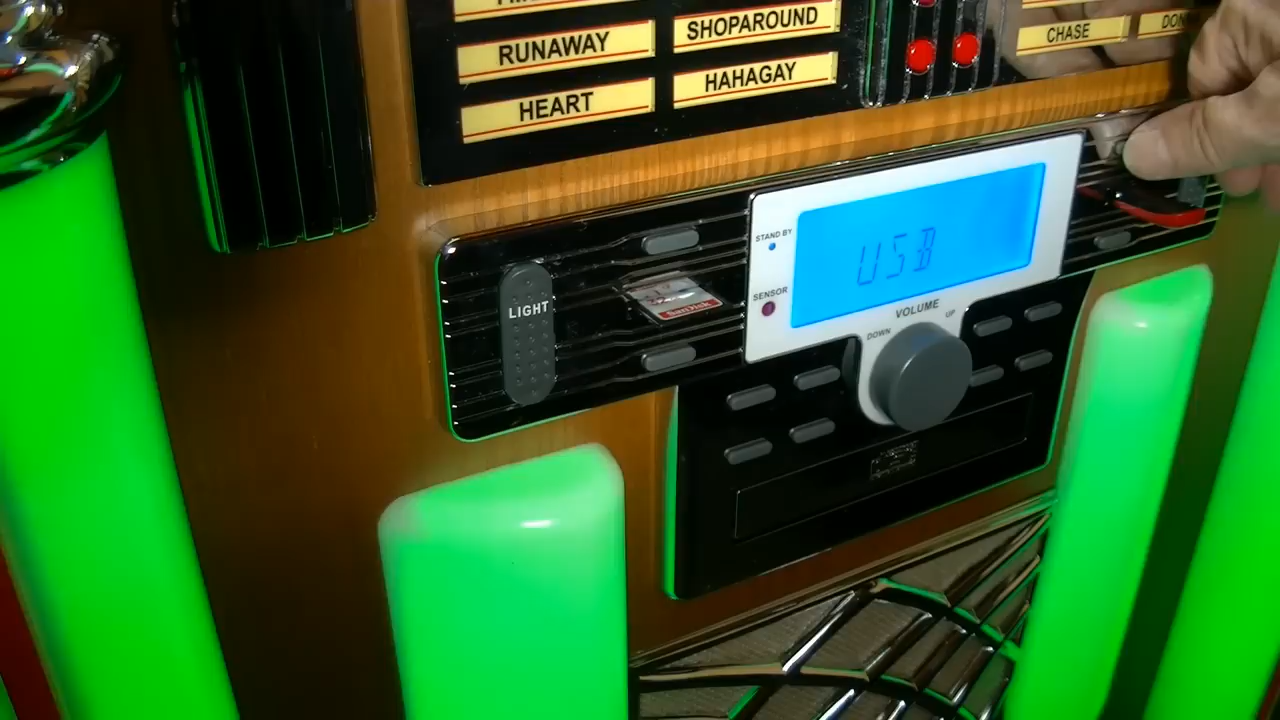 RUNAWAY
SHOPAROUND
HEART
HAHAGAY
CHASE
LIGHT
SanDisk
STAND BY
SENSOR
USB
VOLUME
DOWN
UP